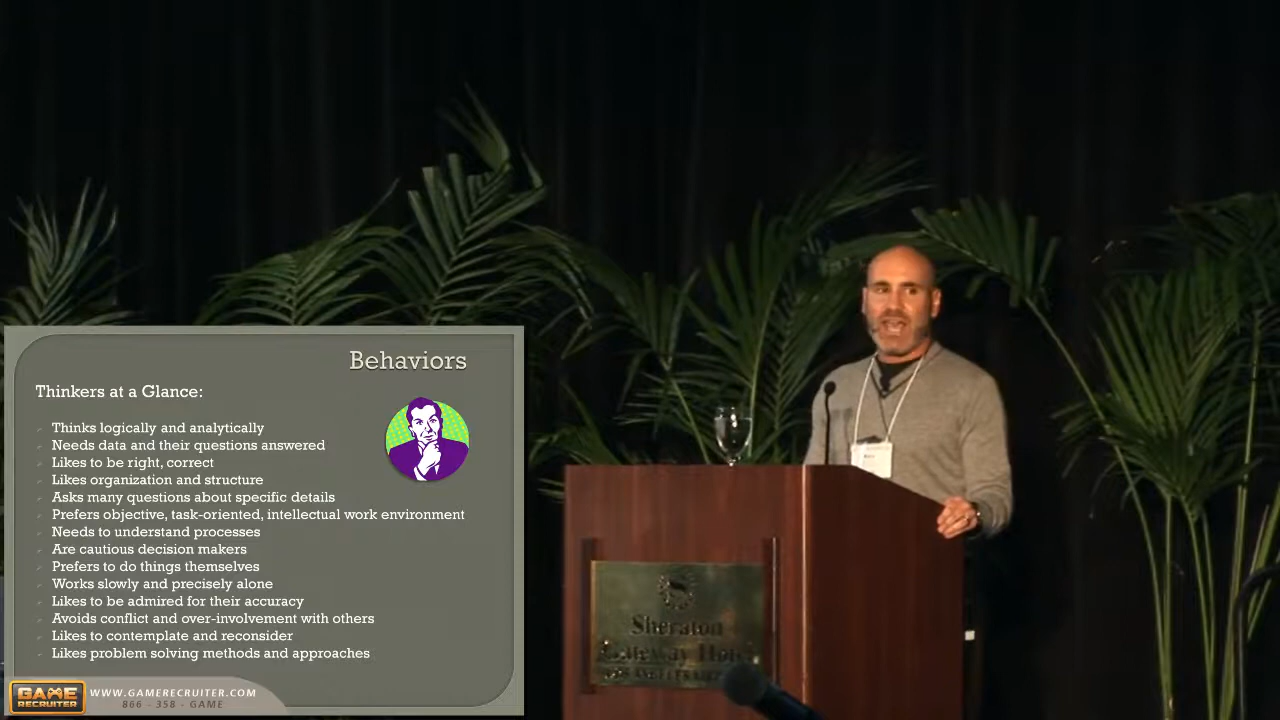 Behaviors
Thinkers at a Glance:
Thinks logically and analytically
Needs data and their questions answered
Likes to be right, correct
Likes organization and structure
Asks many questions about specific details
Prefers objective, task-oriented, intellectual work environment
Needs to understand processes
Are cautious decision makers
Prefers to do things themselves
Works slowly and precisely alone
Likes to be admired for their accuracy
Avoids conflict and over-involvement with others
Likes to contemplate and reconsider
Likes problem solving methods and approaches
GAME
RECRUITER
WWW.GAMERECRUITER.COM
866 - 358 - GAME
Sheraton
Gateway
LOS ANGELES